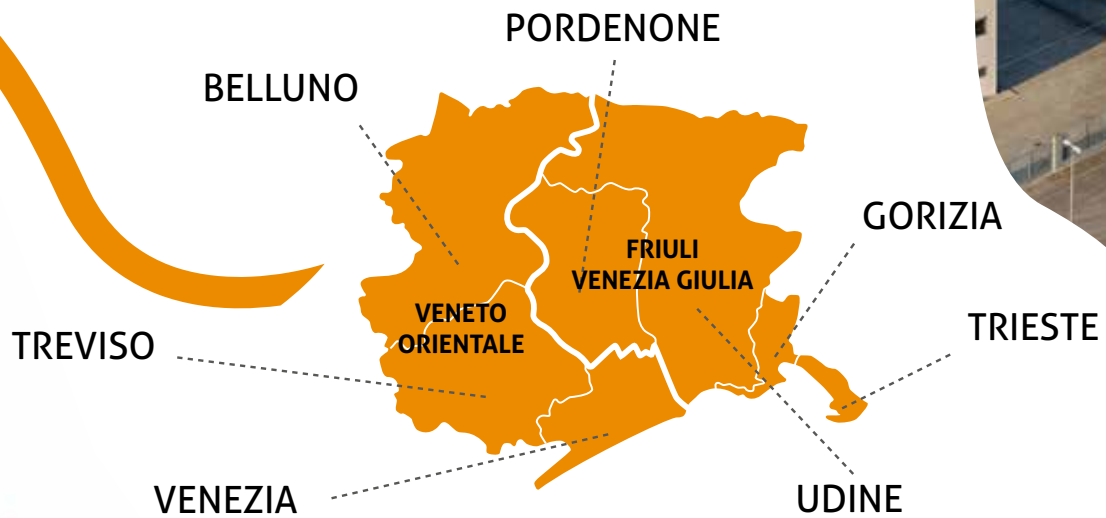 PORDENONE
BELLUNO
GORIZIA
FRIULI
VENEZIA GIULIA
VENETO
ORIENTALE
TRIESTE
TREVISO
VENEZIA
UDINE